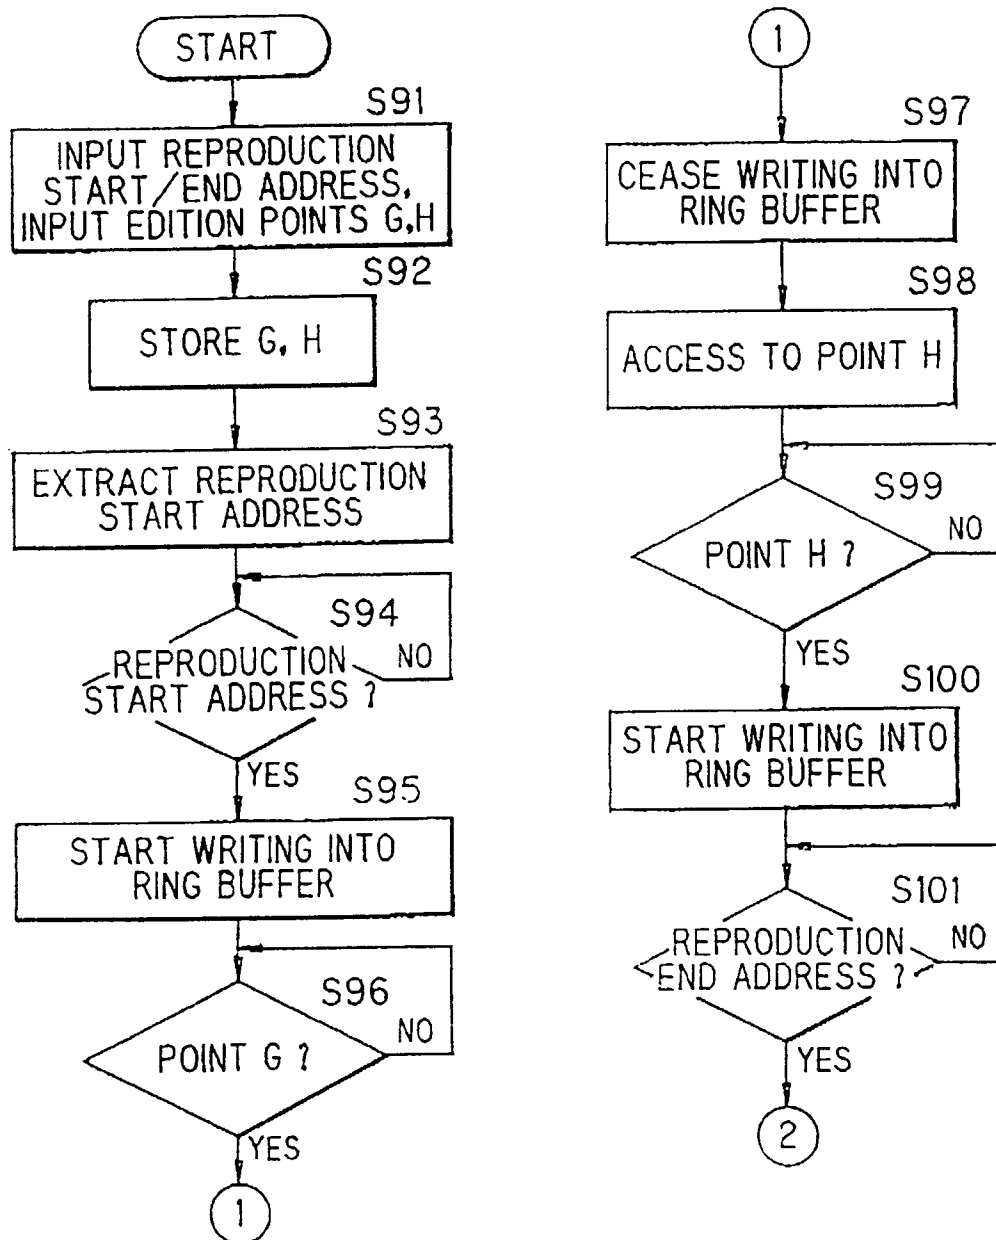 START
S91
INPUT REPRODUCTION
START/END ADDRESS,
INPUT EDITION POINTS G,H
S92
STORE G, H
S93
EXTRACT REPRODUCTION
START ADDRESS
S94
REPRODUCTION
START ADDRESS ?
NO
YES
S95
START WRITING INTO
RING BUFFER
S96
POINT G ?
NO
YES
1
1
S97
CEASE WRITING INTO
RING BUFFER
S98
ACCESS TO POINT H
S99
POINT H ?
NO
YES
S100
START WRITING INTO
RING BUFFER
S101
REPRODUCTION
END ADDRESS ?
NO
YES
2